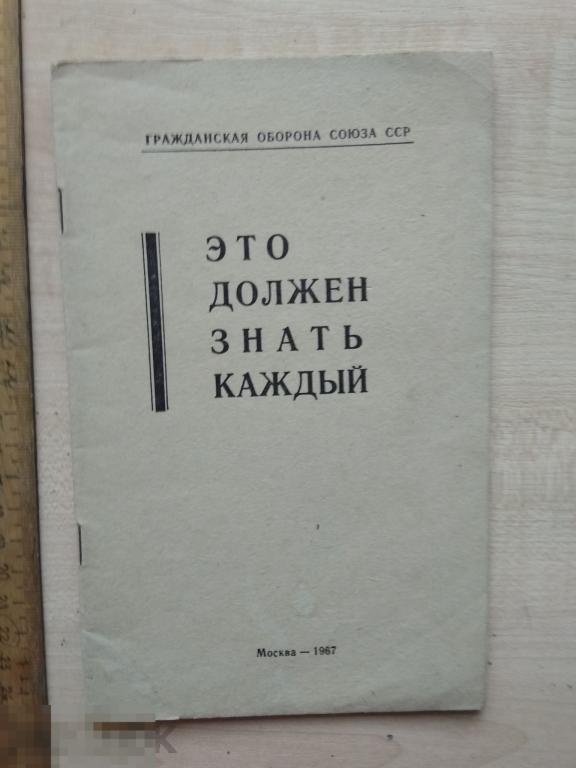 ГРАЖДАНСКАЯ ОБОРОНА СОЮЗА ССР
ЭТО
ДОЛЖЕН
ЗНАТЬ
КАЖДЫЙ
Москва — 1967